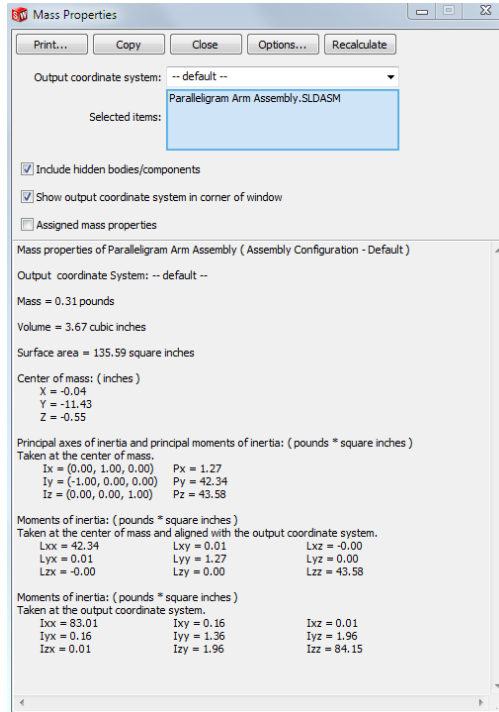 Mass Properties
Print... Copy Close Options... Recalculate
Output coordinate system: -- default --
Paralleligram Arm Assembly.SLDASM
Selected items:
Include hidden bodies/components
Show output coordinate system in corner of window
Assigned mass properties
Mass properties of Paralleligram Arm Assembly ( Assembly Configuration - Default )
Output coordinate System: -- default --
Mass = 0.31 pounds
Volume = 3.67 cubic inches
Surface area = 135.59 square inches
Center of mass: ( inches )
X = -0.04
Y = -11.43
Z = -0.55
Principal axes of inertia and principal moments of inertia: ( pounds * square inches )
Taken at the center of mass.
Ix = (0.00, 1.00, 0.00) Px = 1.27
Iy = (-1.00, 0.00, 0.00) Py = 42.34
Iz = (0.00, 0.00, 1.00) Pz = 43.58
Moments of inertia: ( pounds * square inches )
Taken at the center of mass and aligned with the output coordinate system.
Lxx = 42.34 Lxy = 0.01 Lxz = -0.00
Lyx = 0.01 Lyy = 1.27 Lyz = 0.00
Lzx = -0.00 Lzy = 0.00 Lzz = 43.58
Moments of inertia: ( pounds * square inches )
Taken at the output coordinate system.
Ixx = 83.01 Ixy = 0.16 Ixz = 0.01
Iyx = 0.16 Iyy = 1.36 Iyz = 1.96
Izx = 0.01 Izy = 1.96 Izz = 84.15